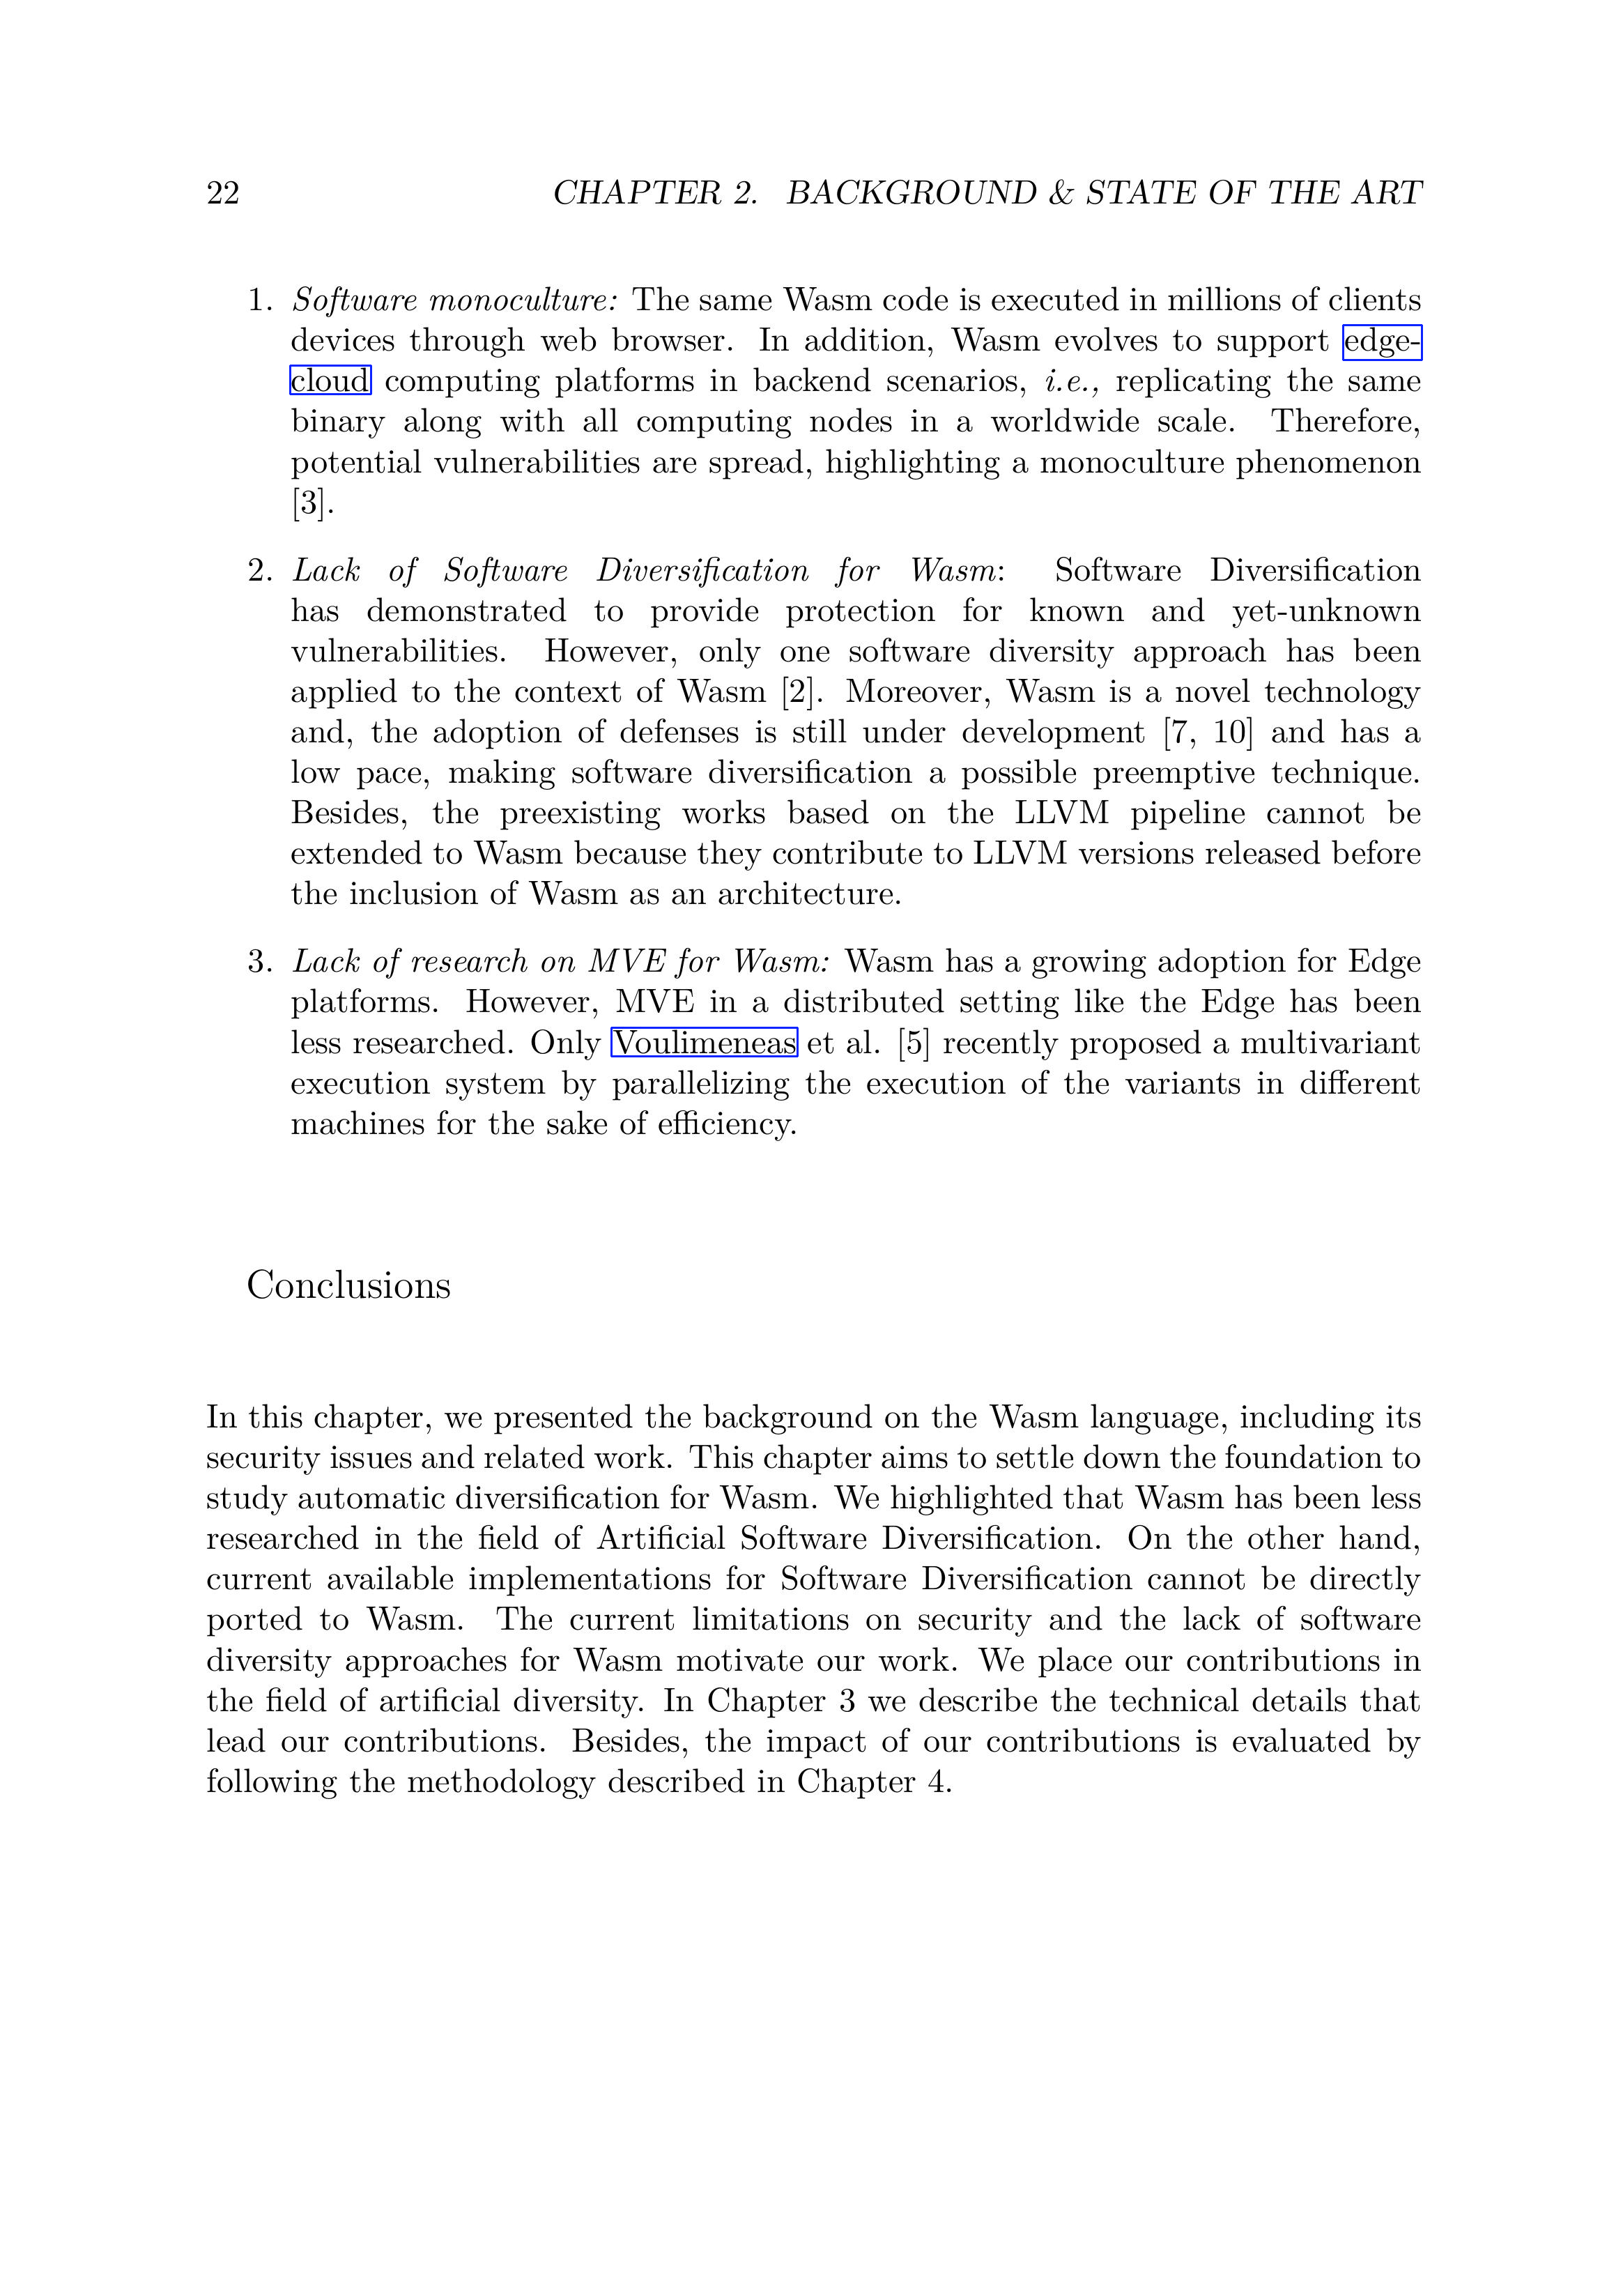 22 CHAPTER 2. BACKGROUND & STATE OF THE ART
1. Software monoculture: The same Wasm code is executed in millions of clients
devices through web browser. In addition, Wasm evolves to support edge-
cloud computing platforms in backend scenarios, i.e., replicating the same
binary along with all computing nodes in a worldwide scale. Therefore,
potential vulnerabilities are spread, highlighting a monoculture phenomenon
[3].
2. Lack of Software Diversification for Wasm: Software Diversification
has demonstrated to provide protection for known and yet-unknown
vulnerabilities. However, only one software diversity approach has been
applied to the context of Wasm [2]. Moreover, Wasm is a novel technology
and, the adoption of defenses is still under development [7, 10] and has a
low pace, making software diversification a possible preemptive technique.
Besides, the preexisting works based on the LLVM pipeline cannot be
extended to Wasm because they contribute to LLVM versions released before
the inclusion of Wasm as an architecture.
3. Lack of research on MVE for Wasm: Wasm has a growing adoption for Edge
platforms. However, MVE in a distributed setting like the Edge has been
less researched. Only Voulimeneas et al. [5] recently proposed a multivariant
execution system by parallelizing the execution of the variants in different
machines for the sake of efficiency.
Conclusions
In this chapter, we presented the background on the Wasm language, including its
security issues and related work. This chapter aims to settle down the foundation to
study automatic diversification for Wasm. We highlighted that Wasm has been less
researched in the field of Artificial Software Diversification. On the other hand,
current available implementations for Software Diversification cannot be directly
ported to Wasm. The current limitations on security and the lack of software
diversity approaches for Wasm motivate our work. We place our contributions in
the field of artificial diversity. In Chapter 3 we describe the technical details that
lead our contributions. Besides, the impact of our contributions is evaluated by
following the methodology described in Chapter 4.